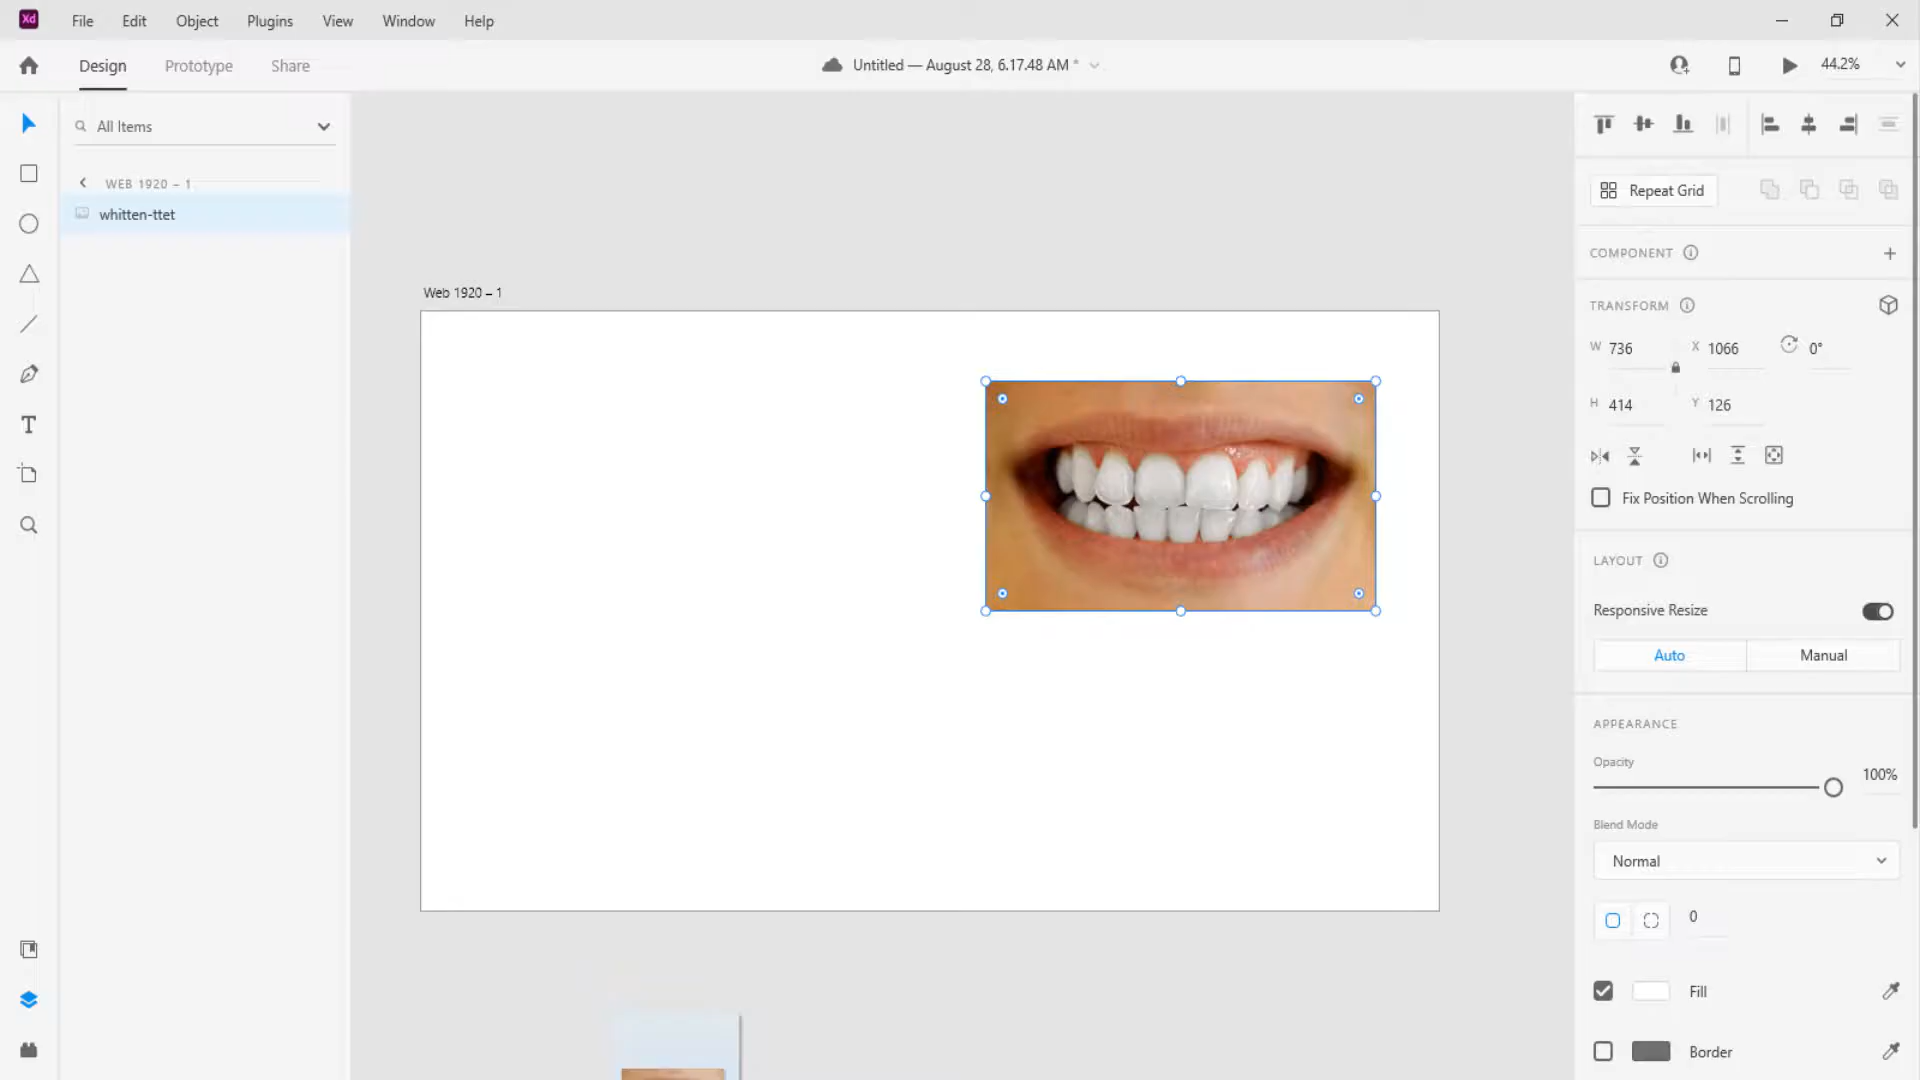 Xd File Edit Object Plugins View Window Help
Design Prototype Share Untitled — August 28, 6.17.48 AM * 44.2%
All Items
WEB 1920 – 1
whitten-ttet
Web 1920 – 1
Repeat Grid
COMPONENT
TRANSFORM
W 736 X 1066 0°
H 414 Y 126
Fix Position When Scrolling
LAYOUT
Responsive Resize
Auto Manual
APPEARANCE
Opacity
100%
Blend Mode
Normal
0
Fill
Border
T